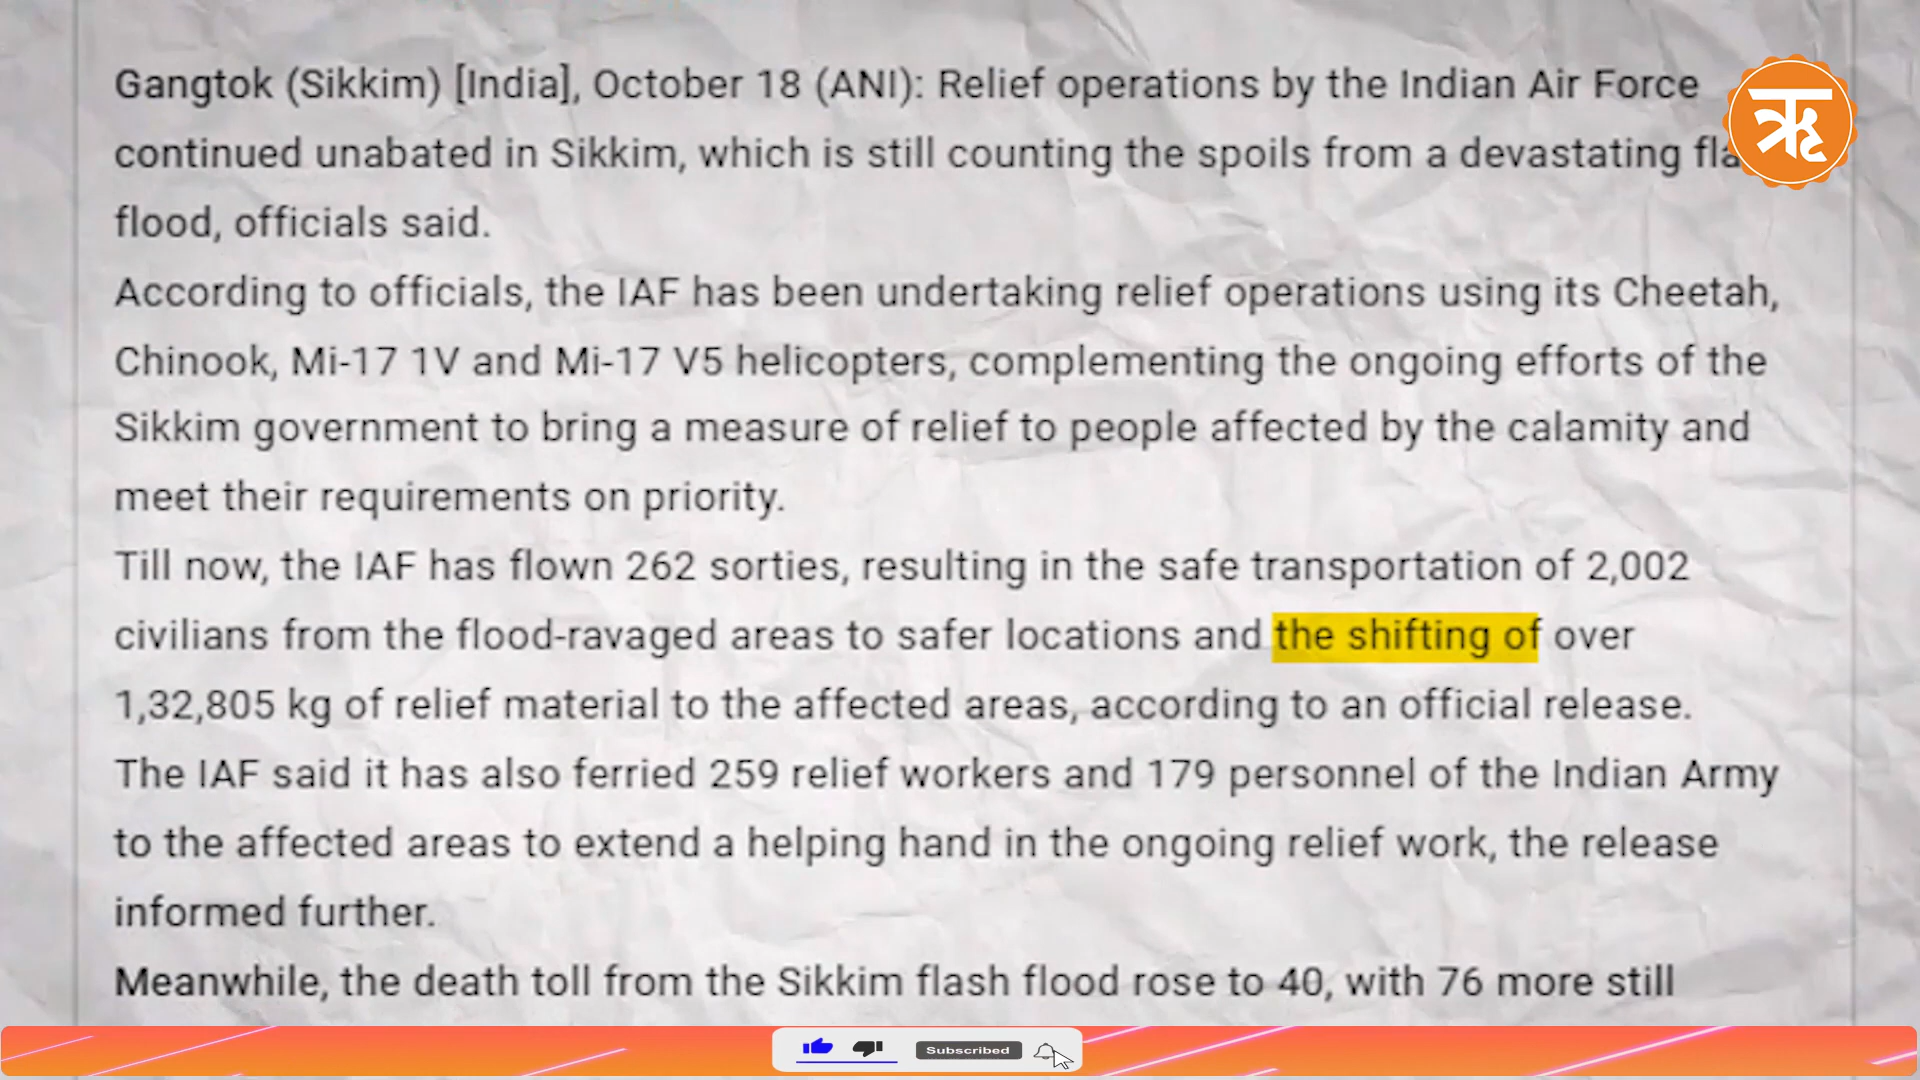 Gangtok (Sikkim) [India], October 18 (ANI): Relief operations by the Indian Air Force
continued unabated in Sikkim, which is still counting the spoils from a devastating fla
flood, officials said.
According to officials, the IAF has been undertaking relief operations using its Cheetah,
Chinook, Mi-17 1V and Mi-17 V5 helicopters, complementing the ongoing efforts of the
Sikkim government to bring a measure of relief to people affected by the calamity and
meet their requirements on priority.
Till now, the IAF has flown 262 sorties, resulting in the safe transportation of 2,002
civilians from the flood-ravaged areas to safer locations and the shifting of over
1,32,805 kg of relief material to the affected areas, according to an official release.
The IAF said it has also ferried 259 relief workers and 179 personnel of the Indian Army
to the affected areas to extend a helping hand in the ongoing relief work, the release
informed further.
Meanwhile, the death toll from the Sikkim flash flood rose to 40, with 76 more still
ऋ
Subscribed